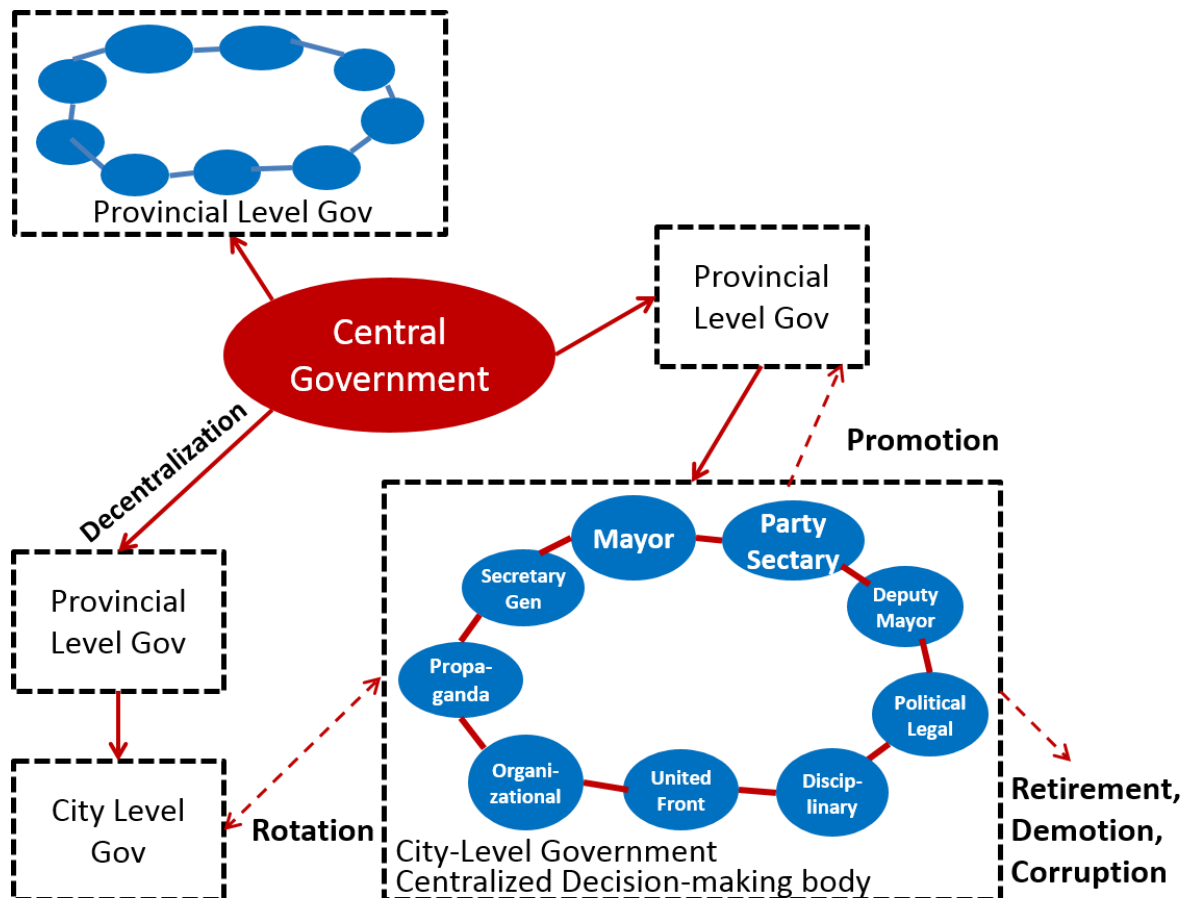 Provincial Level Gov
Provincial
Level Gov
Central
Government
Decentralization
Promotion
Provincial
Level Gov
City Level
Gov
Rotation
Mayor
Party
Sectary
Secretary
Gen
Deputy
Mayor
Propa-
ganda
Political
Legal
Organi-
zational
United
Front
Discip-
linary
City-Level Government
Centralized Decision-making body
Retirement,
Demotion,
Corruption